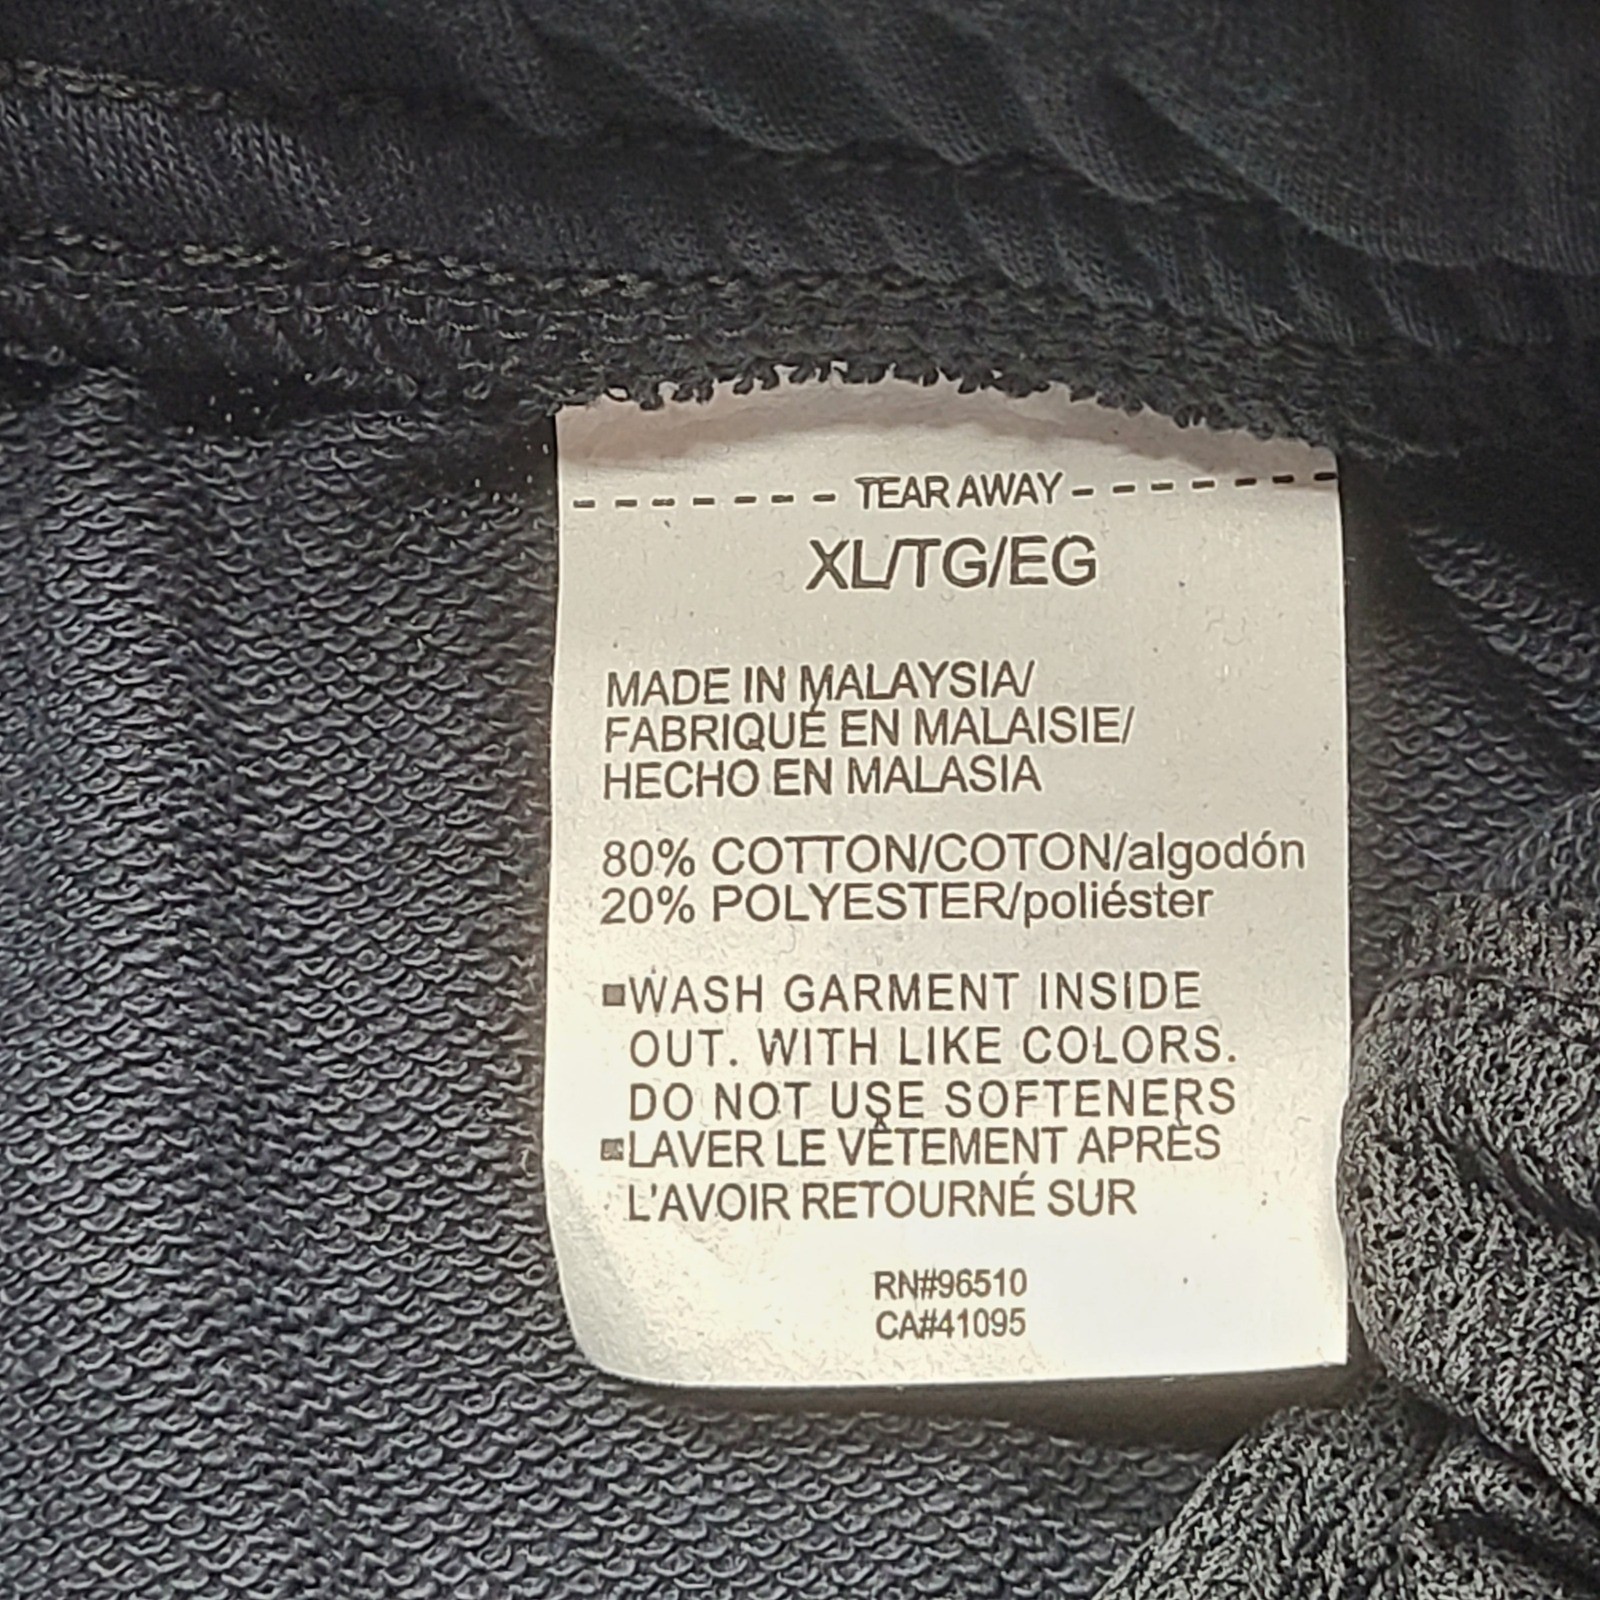 TEAR AWAY
XL/TG/EG
MADE IN MALAYSIA/
FABRIQUÉ EN MALAISIE/
HECHO EN MALASIA
80% COTTON/COTON/algodón
20% POLYESTER/poliéster
WASH GARMENT INSIDE
OUT. WITH LIKE COLORS.
DO NOT USE SOFTENERS
LAVER LE VÊTEMENT APRÈS
L'AVOIR RETOURNÉ SUR
RN#96510
CA#41095